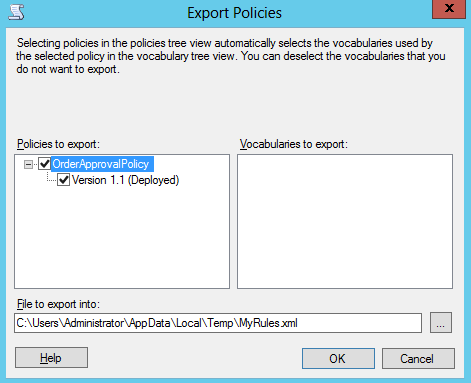 Export Policies
x
Selecting policies in the policies tree view automatically selects the vocabularies used by
the selected policy in the vocabulary tree view. You can deselect the vocabularies that you
do not want to export.
Policies to export:
Vocabularies to export:
OrderApprovalPolicy
Version 1.1 (Deployed)
File to export into:
C:\Users\Administrator\AppData\Local\Temp\MyRules.xml
...
Help
OK
Cancel